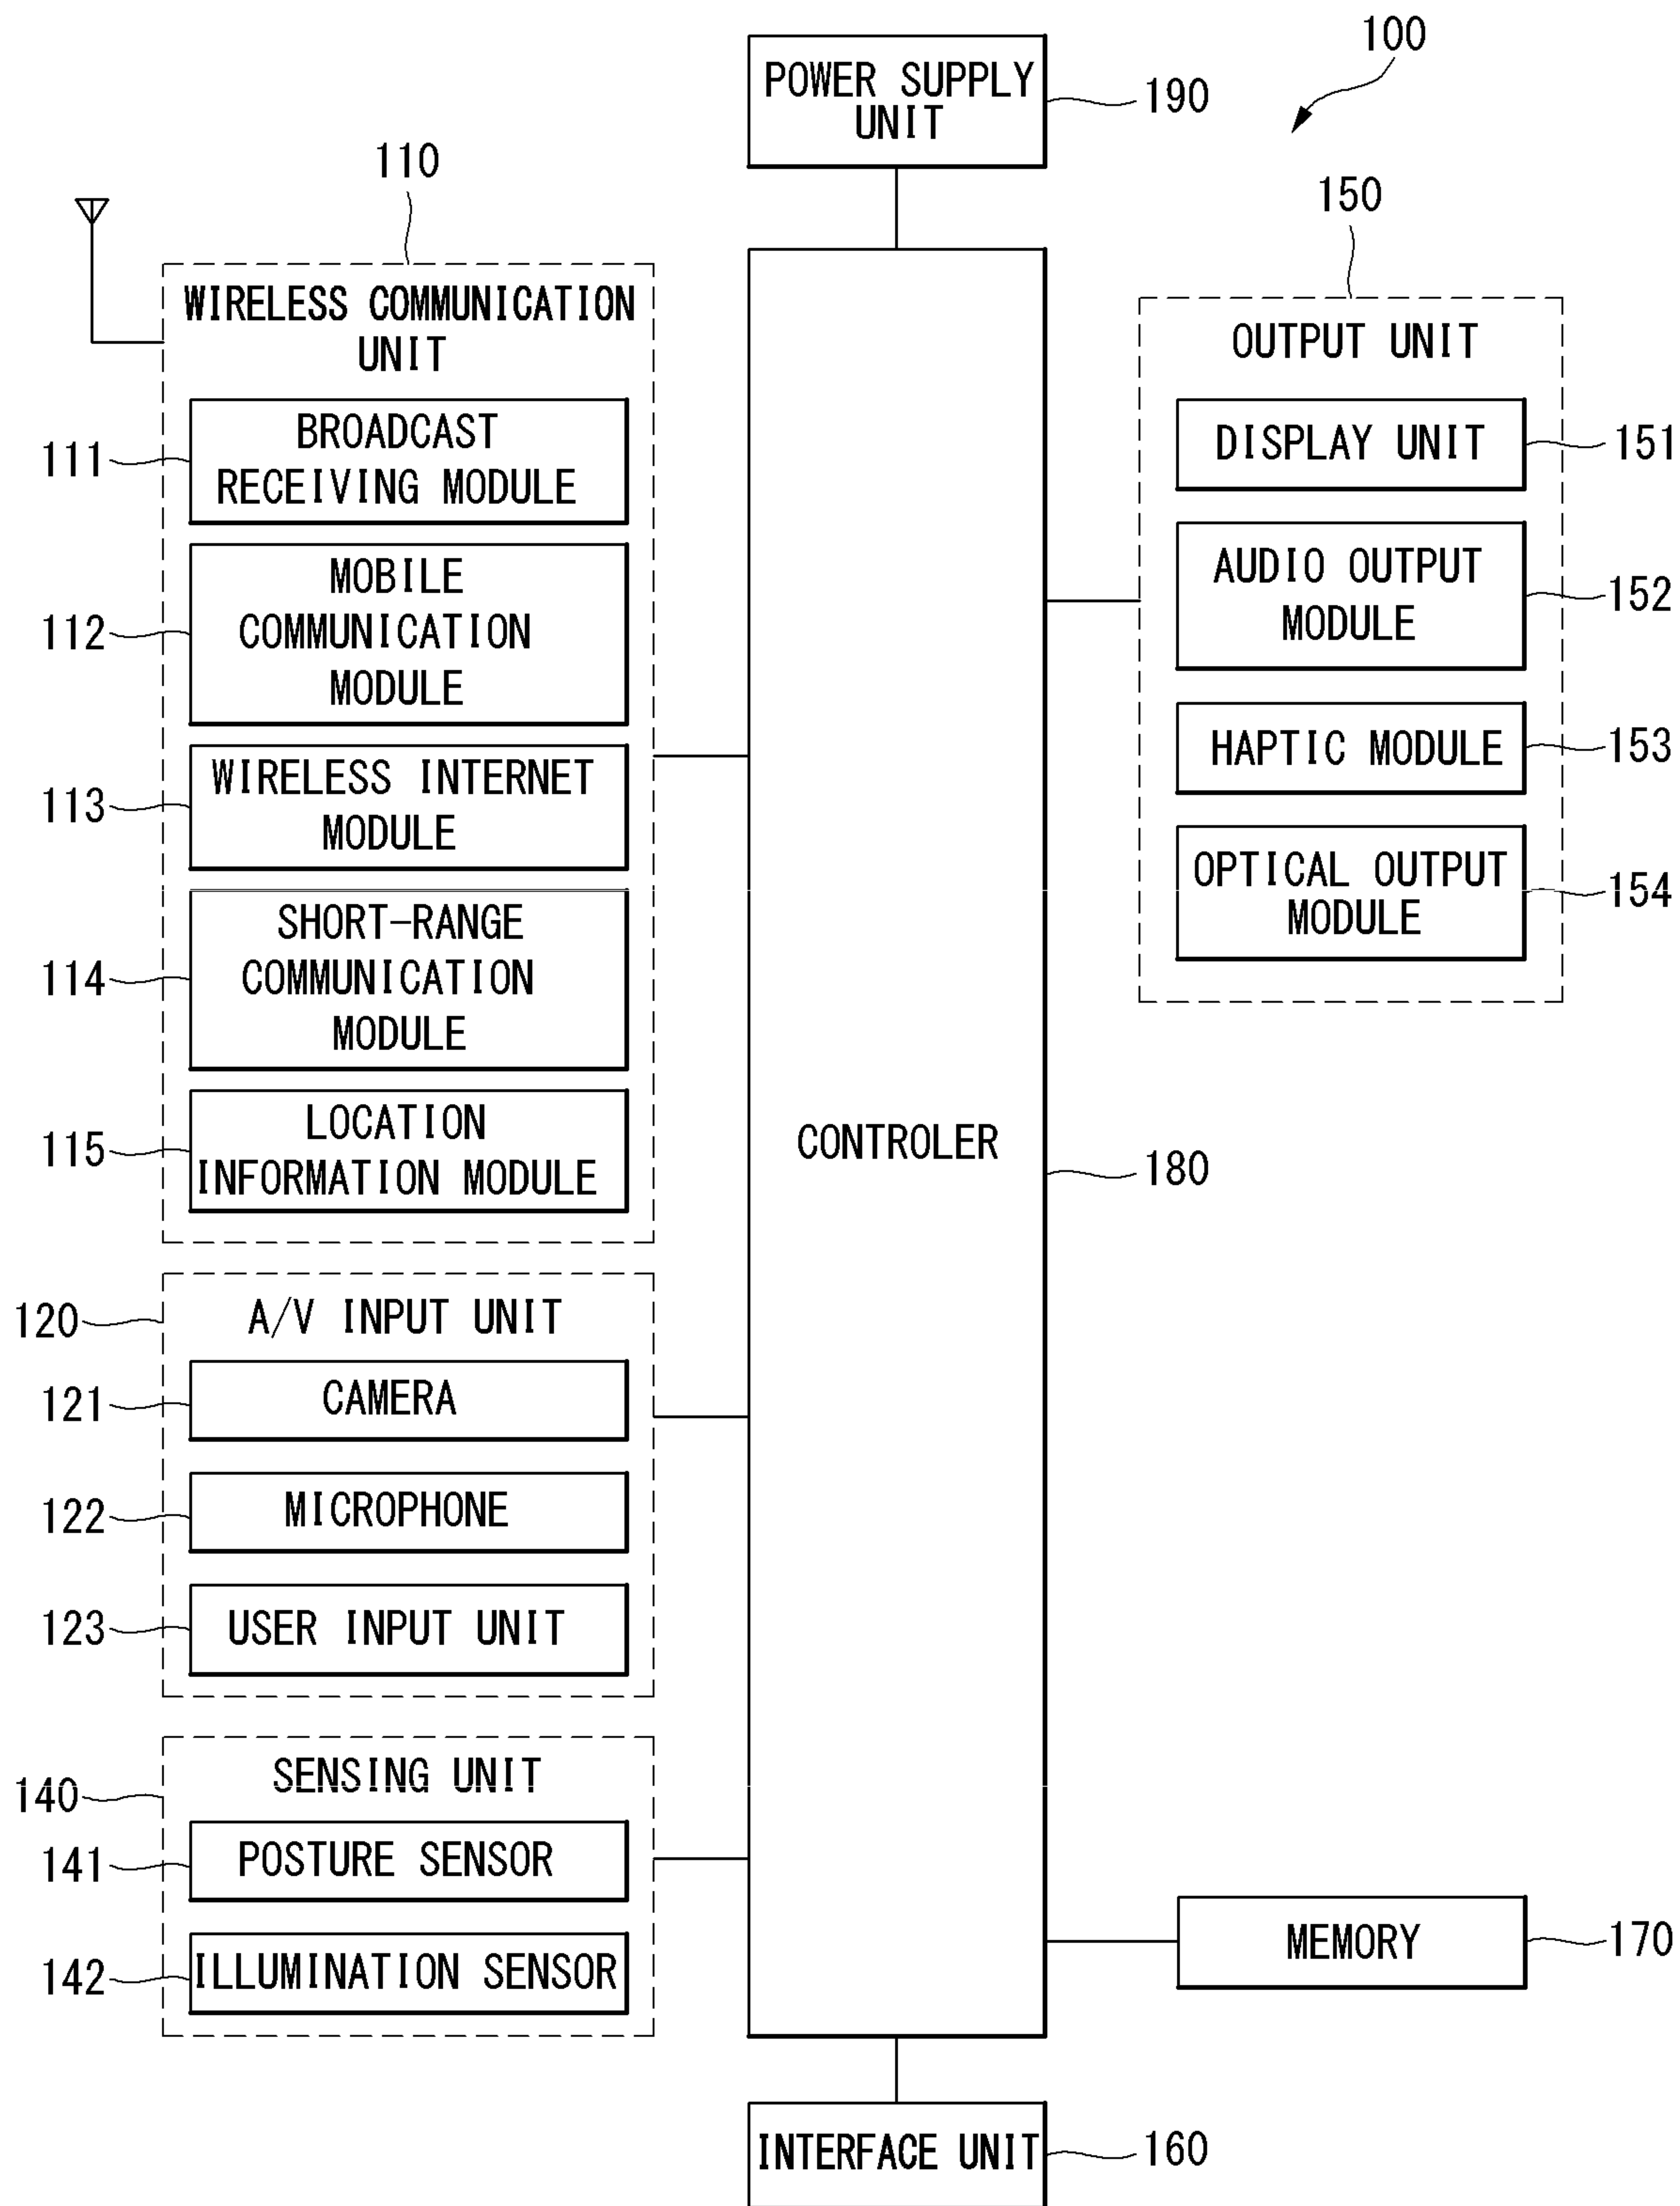 100
POWER SUPPLY
UNIT
190
110
150
WIRELESS COMMUNICATION
UNIT
111
BROADCAST
RECEIVING MODULE
112
MOBILE
COMMUNICATION
MODULE
113
WIRELESS INTERNET
MODULE
114
SHORT-RANGE
COMMUNICATION
MODULE
115
LOCATION
INFORMATION MODULE
120
A/V INPUT UNIT
121
CAMERA
122
MICROPHONE
123
USER INPUT UNIT
140
SENSING UNIT
141
POSTURE SENSOR
142
ILLUMINATION SENSOR
CONTROLER
180
OUTPUT UNIT
DISPLAY UNIT
151
AUDIO OUTPUT
MODULE
152
HAPTIC MODULE
153
OPTICAL OUTPUT
MODULE
154
MEMORY
170
INTERFACE UNIT
160